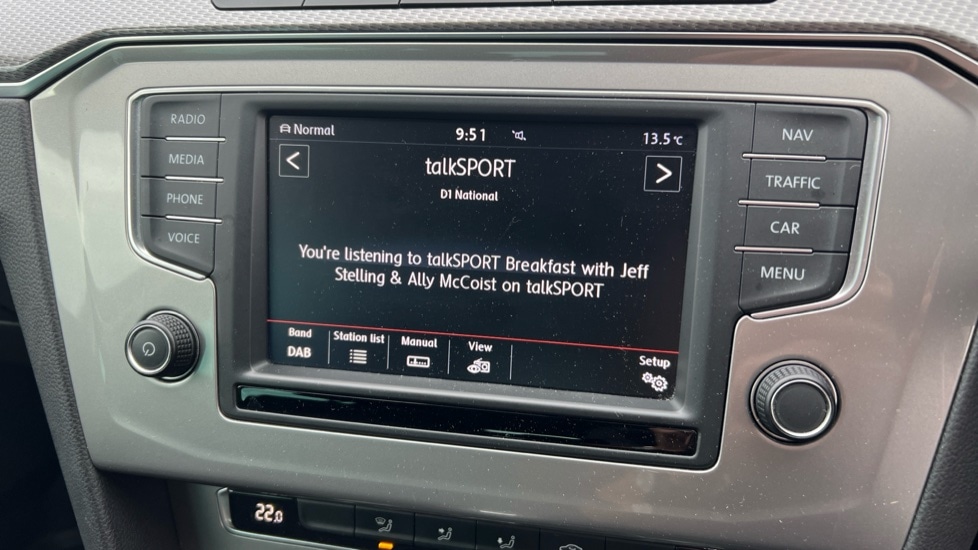 RADIO
MEDIA
PHONE
VOICE
Normal 9:51 13.5°C
< talkSPORT >
D1 National
You're listening to talkSPORT Breakfast with Jeff
Stelling & Ally McCoist on talkSPORT
Band Station list Manual View Setup
DAB
NAV
TRAFFIC
CAR
MENU
22.0